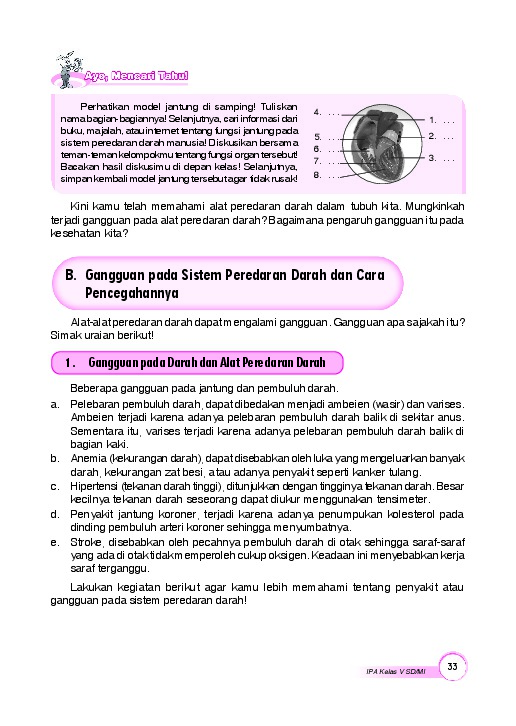 Ayo, Mencari Tahu!
Perhatikan model jantung di samping! Tuliskan
nama bagian-bagiannya! Selanjutnya, cari informasi dari
buku, majalah, atau internet tentang fungsi jantung pada
sistem peredaran darah manusia! Diskusikan bersama
teman-teman kelompokmu tentang fungsi organ tersebut!
Bacakan hasil diskusimu di depan kelas! Selanjutnya,
simpan kembali model jantung tersebut agar tidak rusak!
4. . . .
5. . . .
6. . . .
7. . . .
8. . . .
1. . . .
2. . . .
3. . . .
Kini kamu telah memahami alat peredaran darah dalam tubuh kita. Mungkinkah
terjadi gangguan pada alat peredaran darah? Bagaimana pengaruh gangguan itu pada
kesehatan kita?
B. Gangguan pada Sistem Peredaran Darah dan Cara
Pencegahannya
Alat-alat peredaran darah dapat mengalami gangguan. Gangguan apa sajakah itu?
Simak uraian berikut!
1. Gangguan pada Darah dan Alat Peredaran Darah
Beberapa gangguan pada jantung dan pembuluh darah.
a. Pelebaran pembuluh darah, dapat dibedakan menjadi ambeien (wasir) dan varises.
Ambeien terjadi karena adanya pelebaran pembuluh darah balik di sekitar anus.
Sementara itu, varises terjadi karena adanya pelebaran pembuluh darah balik di
bagian kaki.
b. Anemia (kekurangan darah), dapat disebabkan oleh luka yang mengeluarkan banyak
darah, kekurangan zat besi, atau adanya penyakit seperti kanker tulang.
c. Hipertensi (tekanan darah tinggi), ditunjukkan dengan tingginya tekanan darah. Besar
kecilnya tekanan darah seseorang dapat diukur menggunakan tensimeter.
d. Penyakit jantung koroner, terjadi karena adanya penumpukan kolesterol pada
dinding pembuluh arteri koroner sehingga menyumbatnya.
e. Stroke, disebabkan oleh pecahnya pembuluh darah di otak sehingga saraf-saraf
yang ada di otak tidak memperoleh cukup oksigen. Keadaan ini menyebabkan kerja
saraf terganggu.
Lakukan kegiatan berikut agar kamu lebih memahami tentang penyakit atau
gangguan pada sistem peredaran darah!
IPA Kelas V SD/MI
33